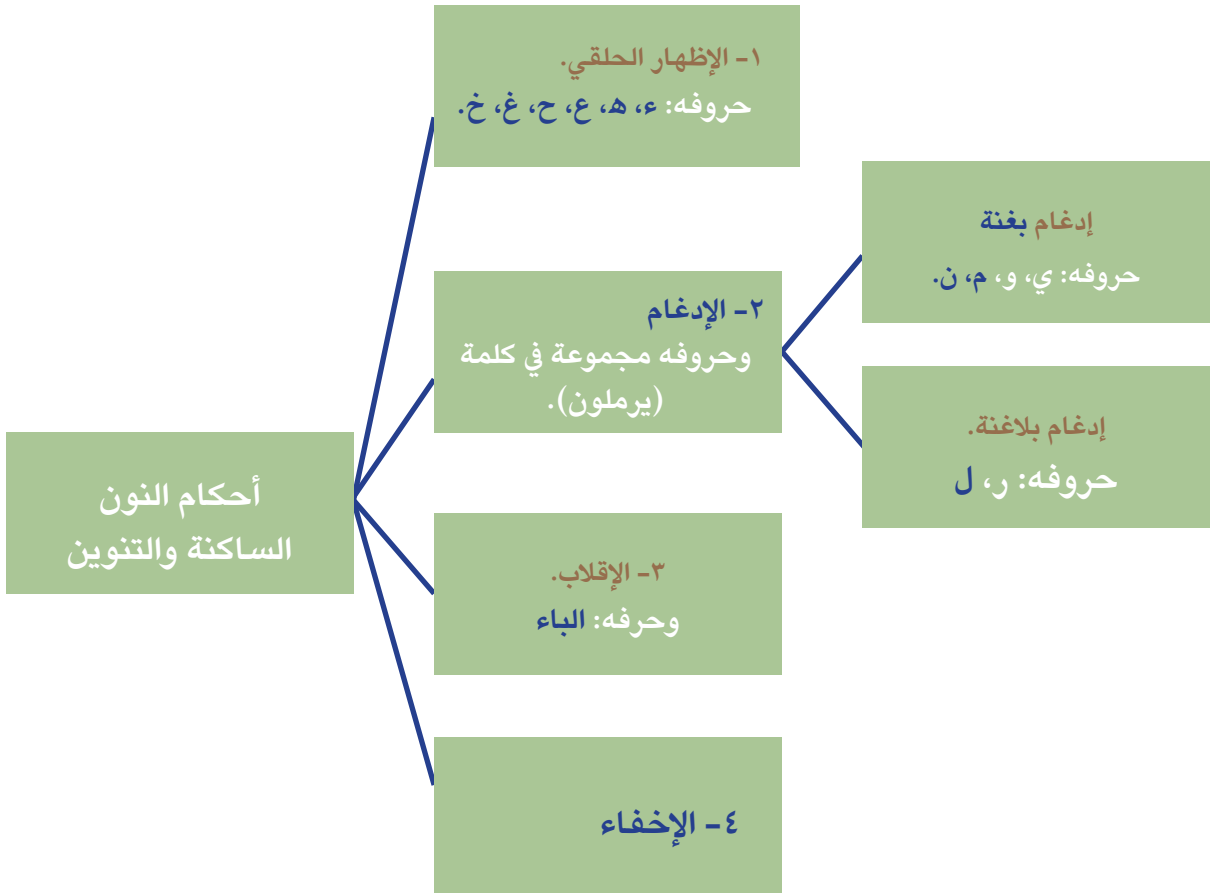 أحكام النون
الساكنة والتنوين
١- الإظهار الحلقي.
حروفه: ء، ه، ع، ح، غ، خ.
٢- الإدغام
وحروفه مجموعة في كلمة
(يرملون).
إدغام بغنة
حروفه: ي، و، م، ن.
إدغام بلاغنة.
حروفه: ر، ل
٣- الإقلاب.
وحرفه: الباء
٤- الإخفاء